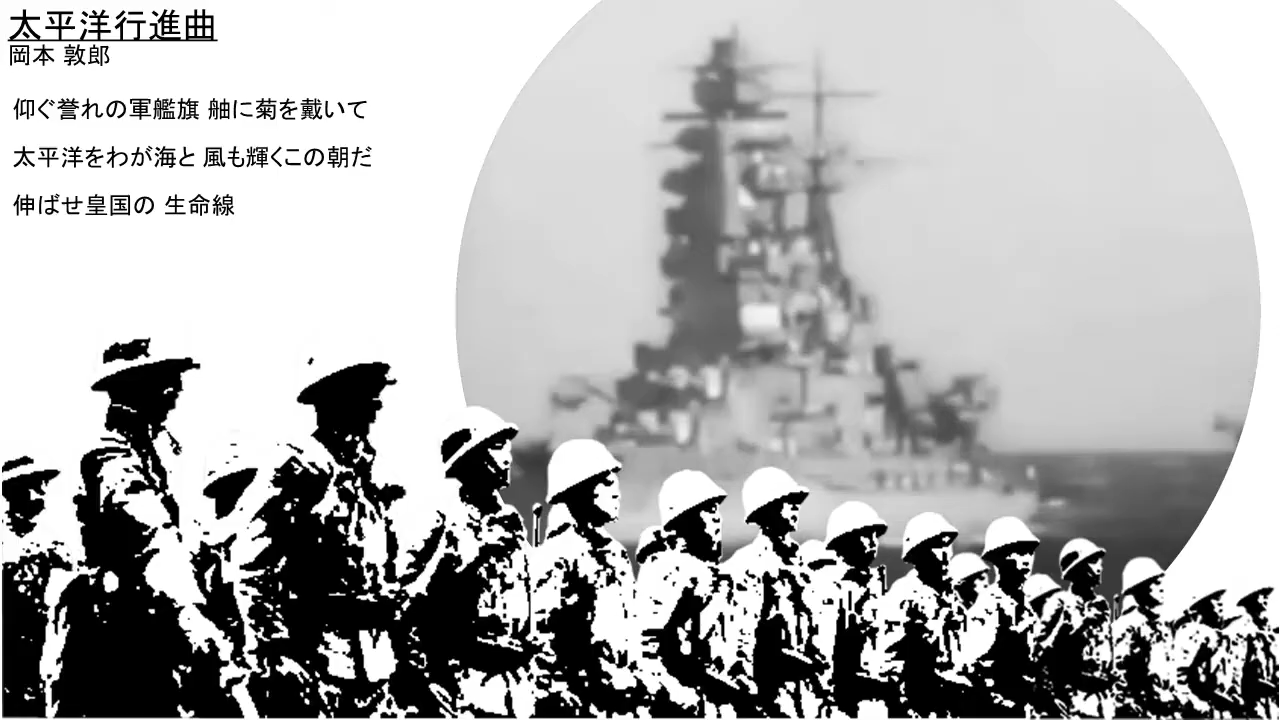 太平洋行進曲
岡本 敦郎
仰ぐ誉れの軍艦旗 舳に菊を戴いて
太平洋をわが海と 風も輝くこの朝だ
伸ばせ皇国の 生命線